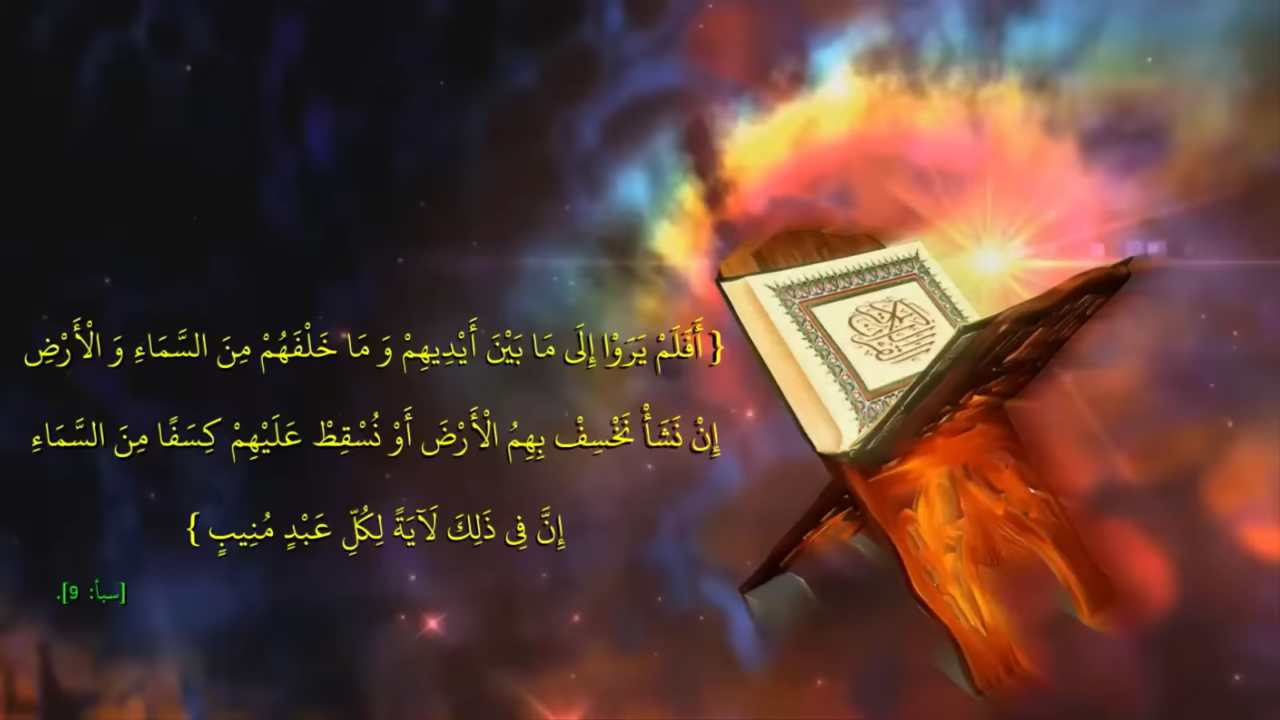 { أَفَلَمْ يَرَوْا إِلَى مَا بَيْنَ أَيْدِيهِمْ وَ مَا خَلْفَهُمْ مِنَ السَّمَاءِ وَ الْأَرْضِ
إِنْ نَشَأْ نَخْسِفْ بِهِمُ الْأَرْضَ أَوْ نُسْقِطْ عَلَيْهِمْ كِسَفًا مِنَ السَّمَاءِ
إِنَّ فِى ذَلِكَ لَآيَةً لِكُلِّ عَبْدٍ مُنِيبٍ }
[سبأ: 9].